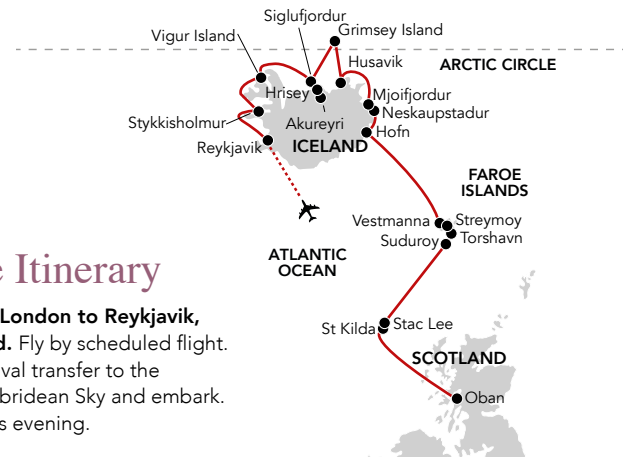 Siglufjordur
Grimsey Island
Vigur Island
Husavik
ARCTIC CIRCLE
Hrisey
Mjoifjordur
Neskaupstadur
Stykkisholmur
Akureyri
Hofn
Reykjavik
ICELAND
FAROE
ISLANDS
Vestmanna
Streymoy
Suduroy
Torshavn
ATLANTIC
OCEAN
e Itinerary
London to Reykjavik,
d. Fly by scheduled flight.
val transfer to the
bridean Sky and embark.
s evening.
St Kilda
Stac Lee
SCOTLAND
Oban